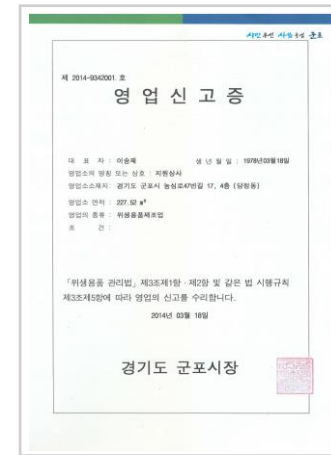 시민 우선 사람 중심 군포
제 2014-9342001 호
영업신고증
대 표 자 : 이승재 생 년 월 일 : 1978년03월18일
영업소의 명칭 또는 상호 : 지원상사
영업소소재지: 경기도 군포시 농심로47번길 17, 4층 (당정동)
영업소 면적 : 227.52 m²
영업의 종류 : 위생용품제조업
조 건 :
「위생용품 관리법」 제3조제1항ㆍ제2항 및 같은 법 시행규칙
제3조제5항에 따라 영업의 신고를 수리합니다.
2014년 03월 18일
경기도 군포시장